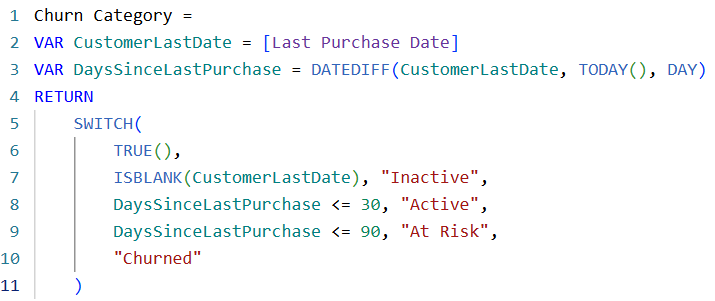 1 Churn Category =
2 VAR CustomerLastDate = [Last Purchase Date]
3 VAR DaysSinceLastPurchase = DATEDIFF(CustomerLastDate, TODAY(), DAY)
4 RETURN
5     SWITCH(
6         TRUE(),
7         ISBLANK(CustomerLastDate), "Inactive",
8         DaysSinceLastPurchase <= 30, "Active",
9         DaysSinceLastPurchase <= 90, "At Risk",
10         "Churned"
11     )